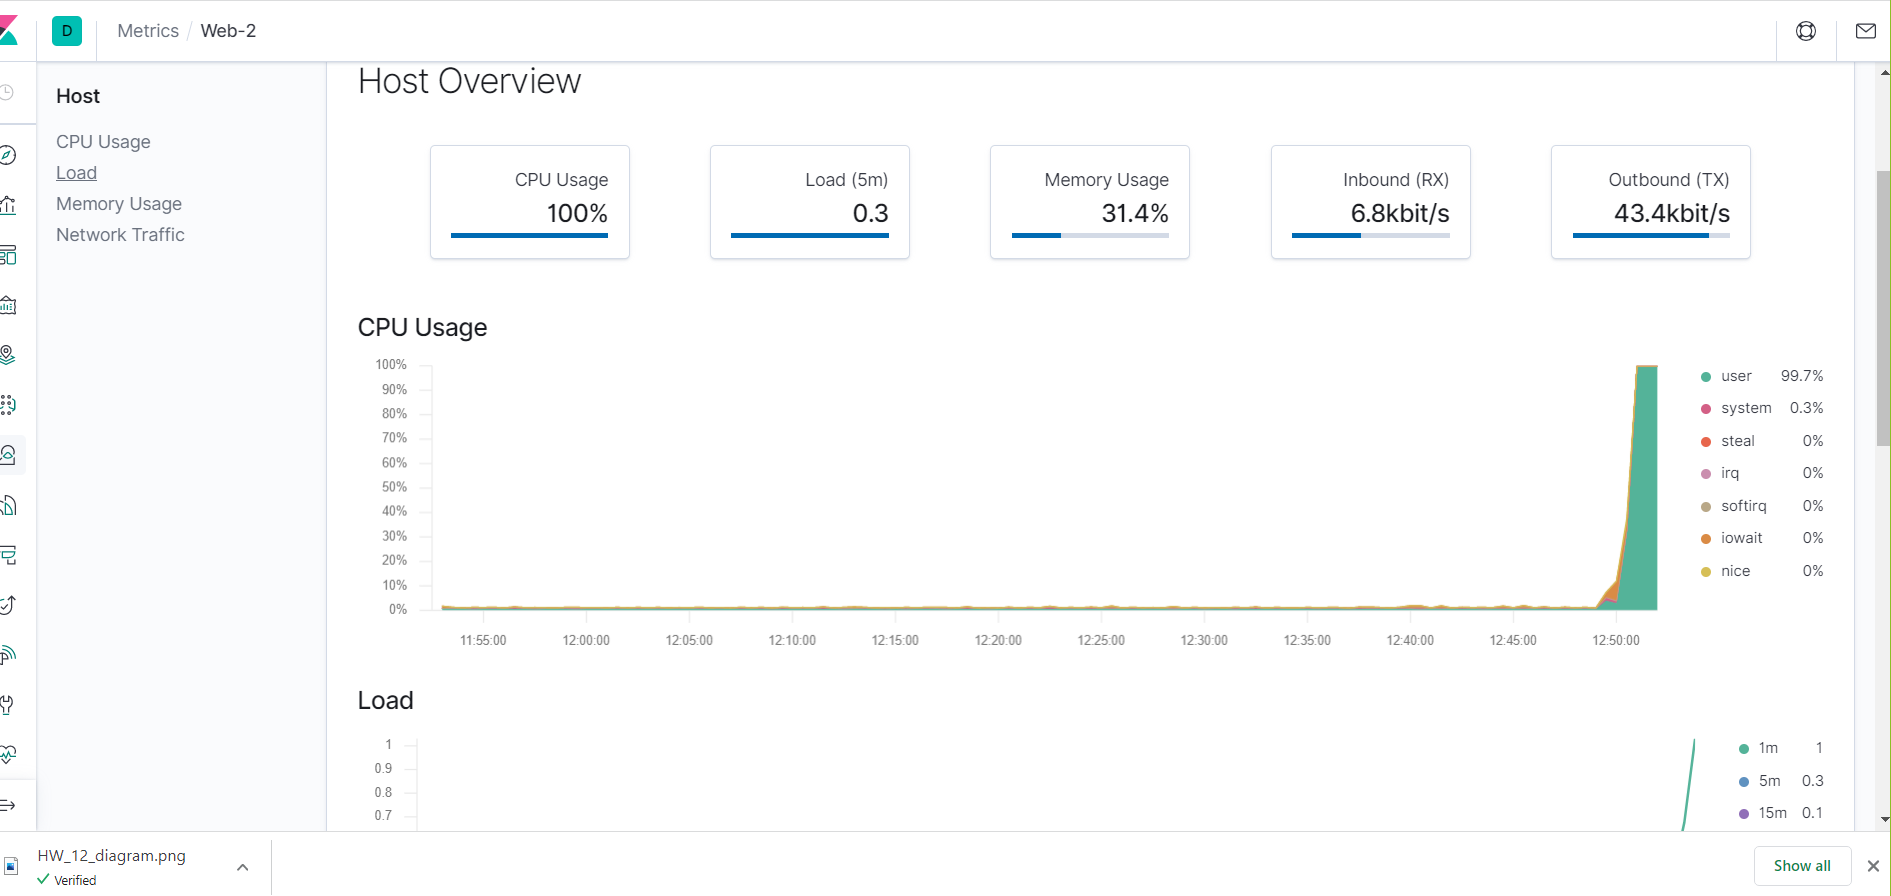 D Metrics / Web-2
Host
CPU Usage
Load
Memory Usage
Network Traffic
Host Overview
CPU Usage
100%
Load (5m)
0.3
Memory Usage
31.4%
Inbound (RX)
6.8kbit/s
Outbound (TX)
43.4kbit/s
CPU Usage
100%
90%
80%
70%
60%
50%
40%
30%
20%
10%
0%
11:55:00 12:00:00 12:05:00 12:10:00 12:15:00 12:20:00 12:25:00 12:30:00 12:35:00 12:40:00 12:45:00 12:50:00
user 99.7%
system 0.3%
steal 0%
irq 0%
softirq 0%
iowait 0%
nice 0%
Load
1
0.9
0.8
0.7
1m 1
5m 0.3
15m 0.1
HW_12_diagram.png
Verified
Show all